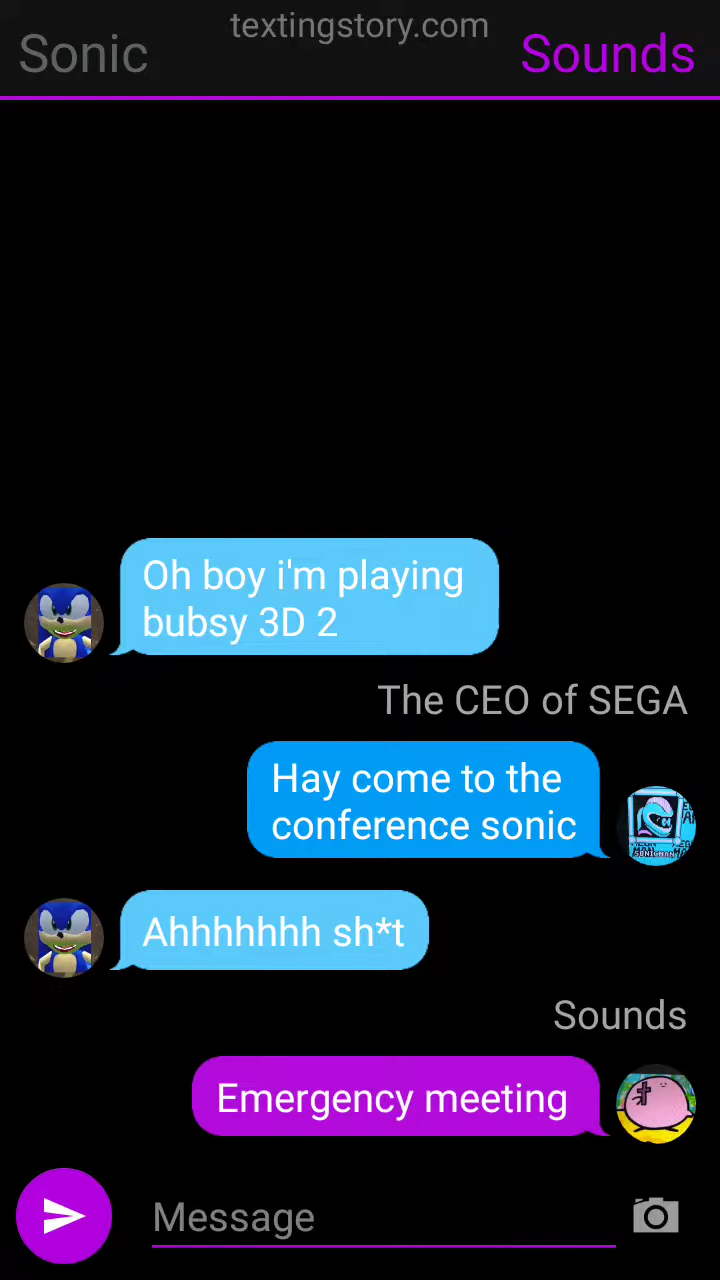 textingstory.com
Sonic
Sounds
Oh boy i'm playing
bubsy 3D 2
The CEO of SEGA
Hay come to the
conference sonic
SONICMAN
Ahhhhhhh sh*t
Sounds
Emergency meeting
Message